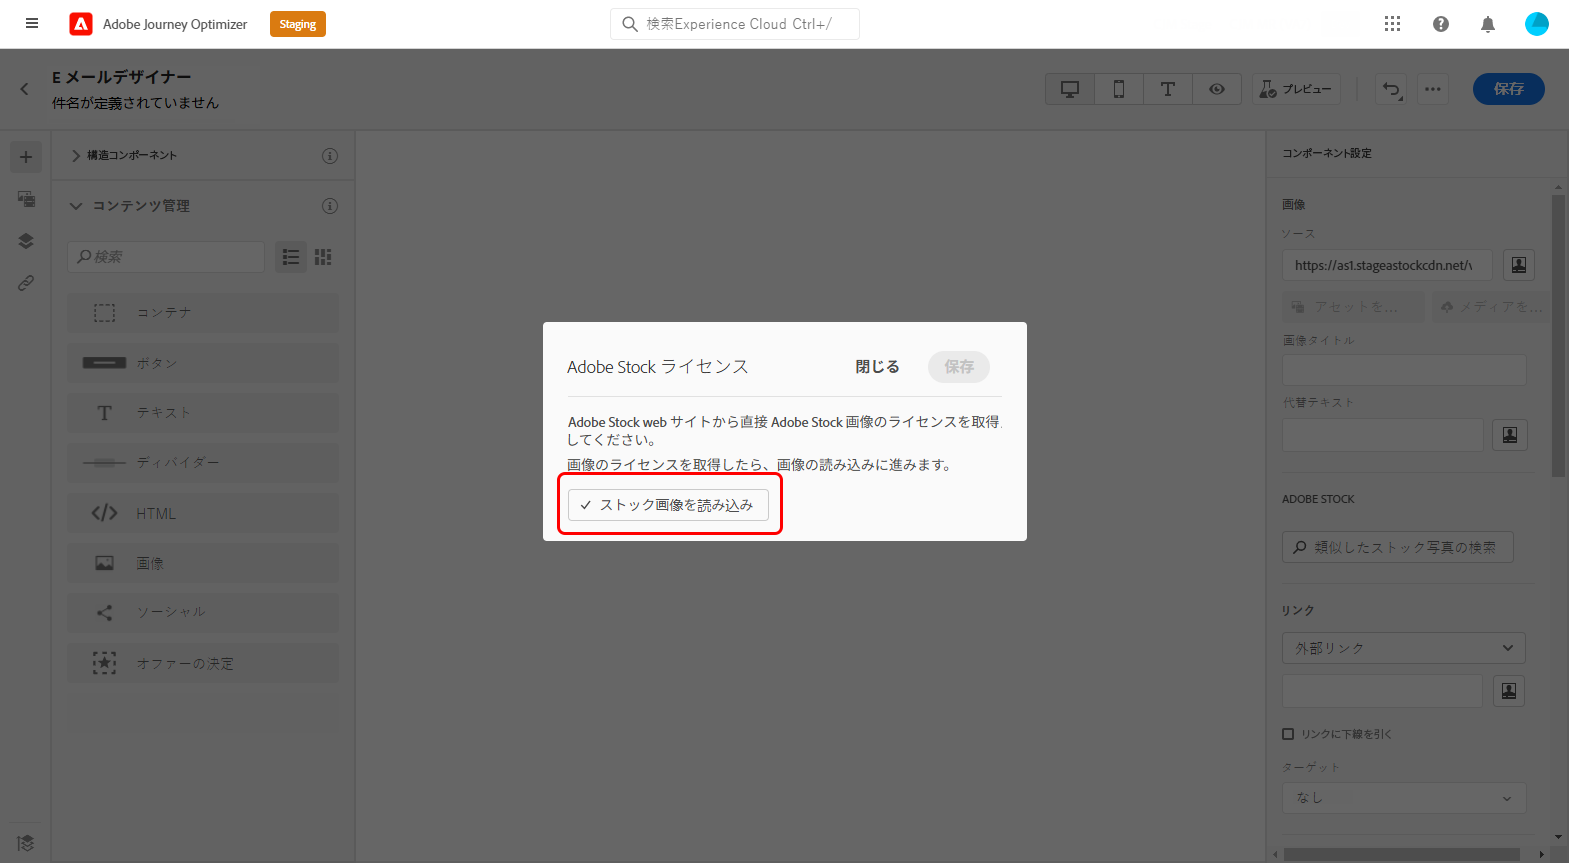 Adobe Journey Optimizer
Staging
検索Experience Cloud Ctrl+/
E メールデザイナー
件名が定義されていません
プレビュー
保存
構造コンポーネント
コンテンツ管理
検索
コンテナ
ボタン
テキスト
ディバイダー
HTML
画像
ソーシャル
オファーの決定
Adobe Stock ライセンス
閉じる
保存
Adobe Stock web サイトから直接 Adobe Stock 画像のライセンスを取得
してください。
画像のライセンスを取得したら、画像の読み込みに進みます。
ストック画像を読み込み
コンポーネント設定
画像
ソース
https://as1.stageastockcdn.net/v
アセットを...
メディアを...
画像タイトル
代替テキスト
ADOBE STOCK
類似したストック写真の検索
リンク
外部リンク
リンクに下線を引く
ターゲット
なし